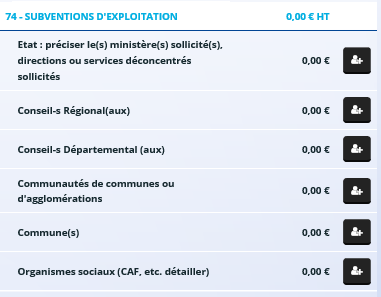 74 - SUBVENTIONS D'EXPLOITATION 0,00 € HT
Etat : préciser le(s) ministère(s) sollicité(s),
directions ou services déconcentrés 0,00 €
sollicités
Conseil-s Régional(aux) 0,00 €
Conseil-s Départemental (aux) 0,00 €
Communautés de communes ou
d'agglomérations 0,00 €
Commune(s) 0,00 €
Organismes sociaux (CAF, etc. détailler) 0,00 €